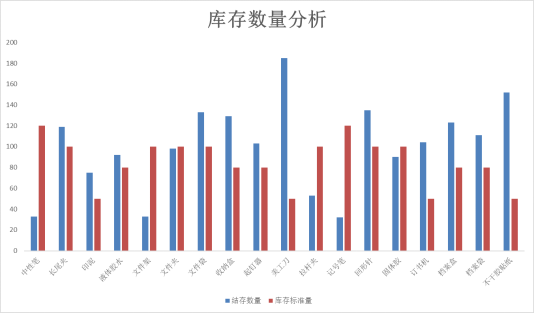 库存数量分析
200
180
160
140
120
100
80
60
40
20
0
中性笔
长尾夹
印泥
液体胶水
文件架
文件夹
文件袋
收纳盒
起钉器
美工刀
拉杆夹
记号笔
回形针
固体胶
订书机
档案盒
档案袋
不干胶贴纸
结存数量 库存标准量